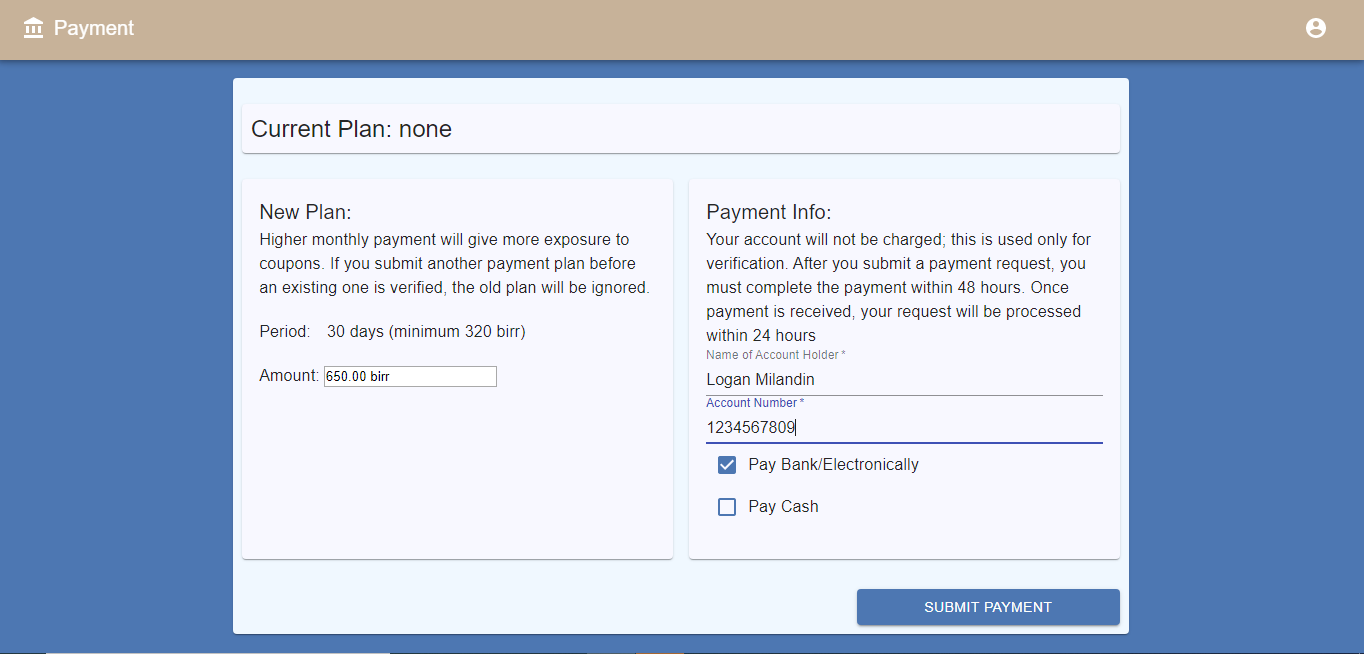 Payment
Current Plan: none
New Plan:
Higher monthly payment will give more exposure to
coupons. If you submit another payment plan before
an existing one is verified, the old plan will be ignored.
Period: 30 days (minimum 320 birr)
Amount: 650.00 birr
Payment Info:
Your account will not be charged; this is used only for
verification. After you submit a payment request, you
must complete the payment within 48 hours. Once
payment is received, your request will be processed
within 24 hours
Name of Account Holder *
Logan Milandin
Account Number *
1234567809
Pay Bank/Electronically
Pay Cash
SUBMIT PAYMENT